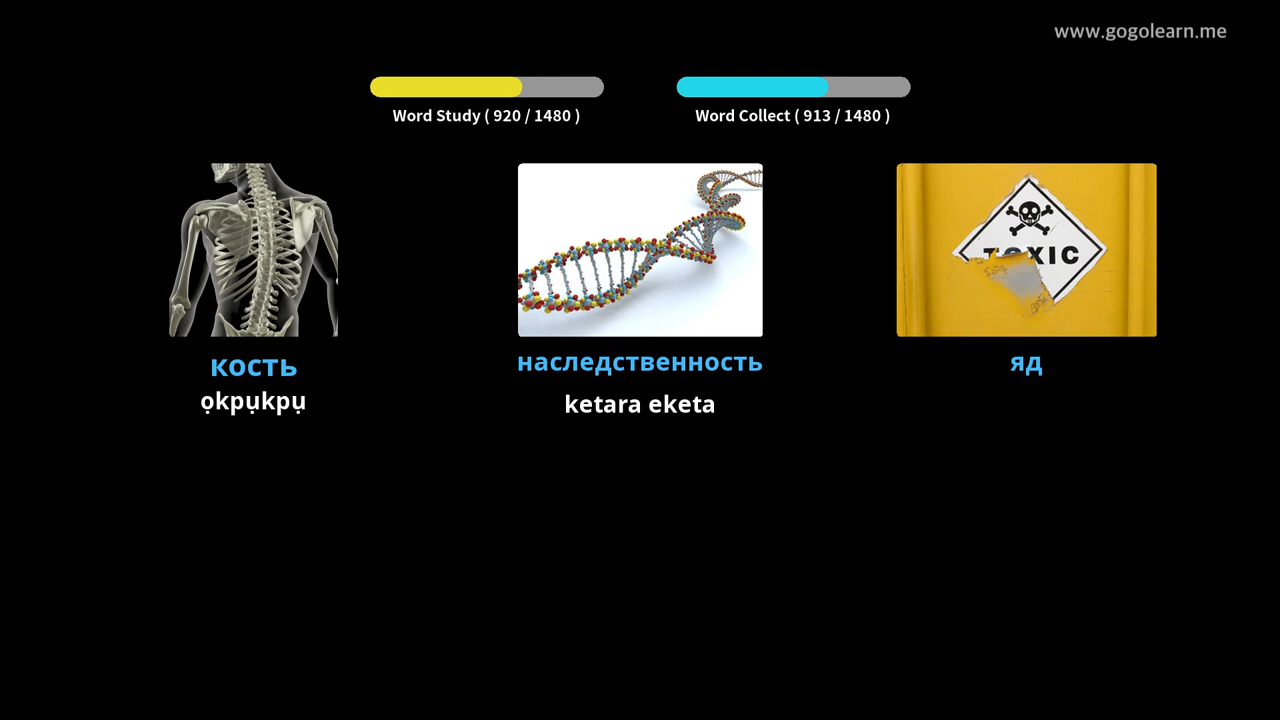 www.gogolearn.me
Word Study ( 920 / 1480 )
Word Collect ( 913 / 1480 )
TOXIC
кость
наследственность
яд
ọkpụkpụ
ketara eketa